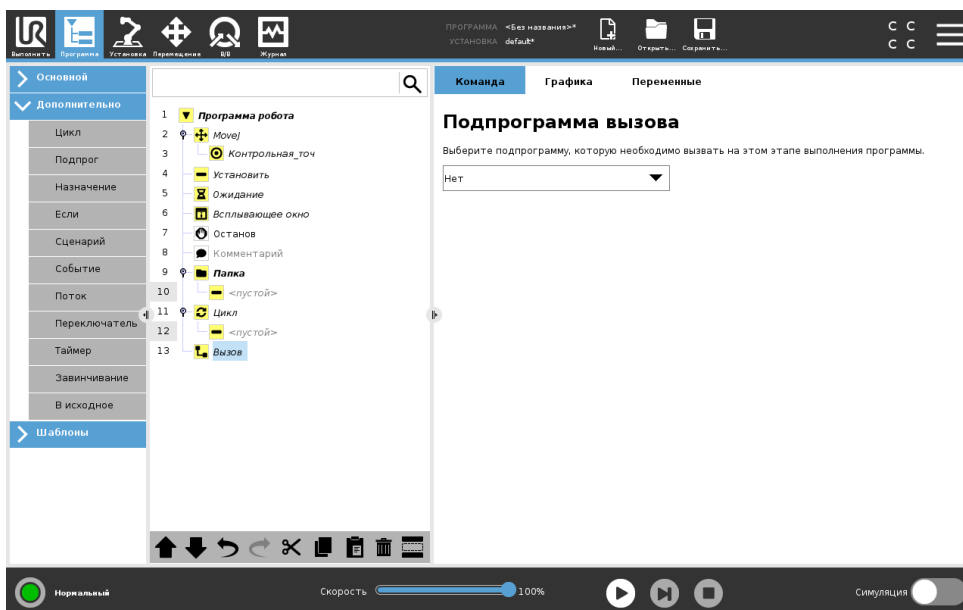 ПРОГРАММА <Без названия>*
УСТАНОВКА default*
Выполнить Программа Установка Перемещение В/В Журнал Новый... Открыть... Сохранить...
C C
C C
Основной
Дополнительно
Цикл
Подпрог
Назначение
Если
Сценарий
Событие
Поток
Переключатель
Таймер
Завинчивание
В исходное
Шаблоны
1 Программа робота
2 MoveJ
3 Контрольная_точ
4 Установить
5 Ожидание
6 Всплывающее окно
7 Останов
8 Комментарий
9 Папка
10 <пустой>
11 Цикл
12 <пустой>
13 Вызов
Команда Графика Переменные
Подпрограмма вызова
Выберите подпрограмму, которую необходимо вызвать на этом этапе выполнения программы.
Нет
Нормальный Скорость 100% Симуляция